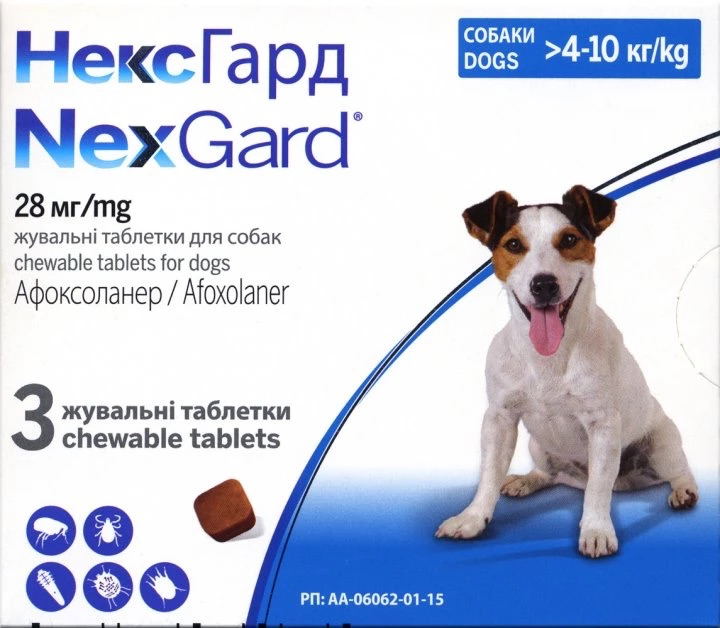 НексГард
NexGard®
СОБАКИ
DOGS
>4-10 кг/kg
28 мг/mg
жувальні таблетки для собак
chewable tablets for dogs
Афоксоланер / Afoxolaner
3 жувальні таблетки
chewable tablets
РП: АА-06062-01-15